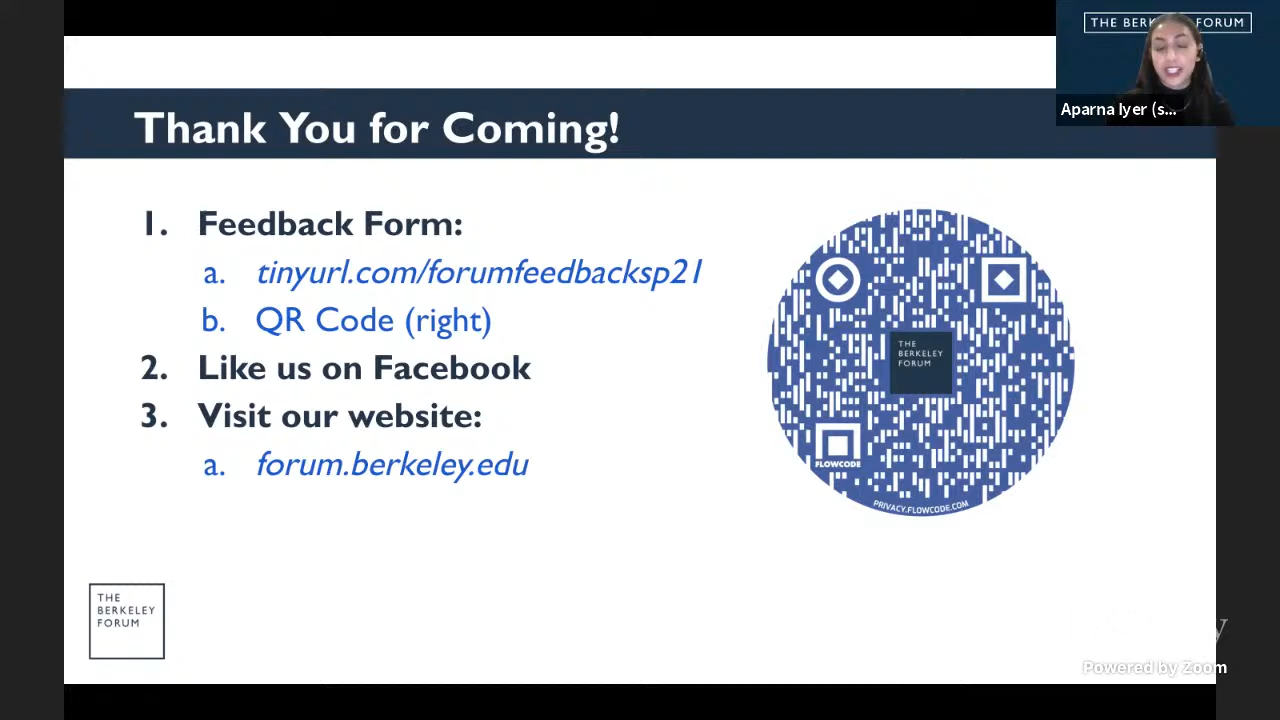 THE BERKELEY FORUM
Aparna Iyer (s...
Thank You for Coming!
1. Feedback Form:
a. tinyurl.com/forumfeedbacksp21
b. QR Code (right)
2. Like us on Facebook
3. Visit our website:
a. forum.berkeley.edu
THE
BERKELEY
FORUM
FLOWCODE
PRIVACY.FLOWCODE.COM
THE
BERKELEY
FORUM
Powered by Zoom